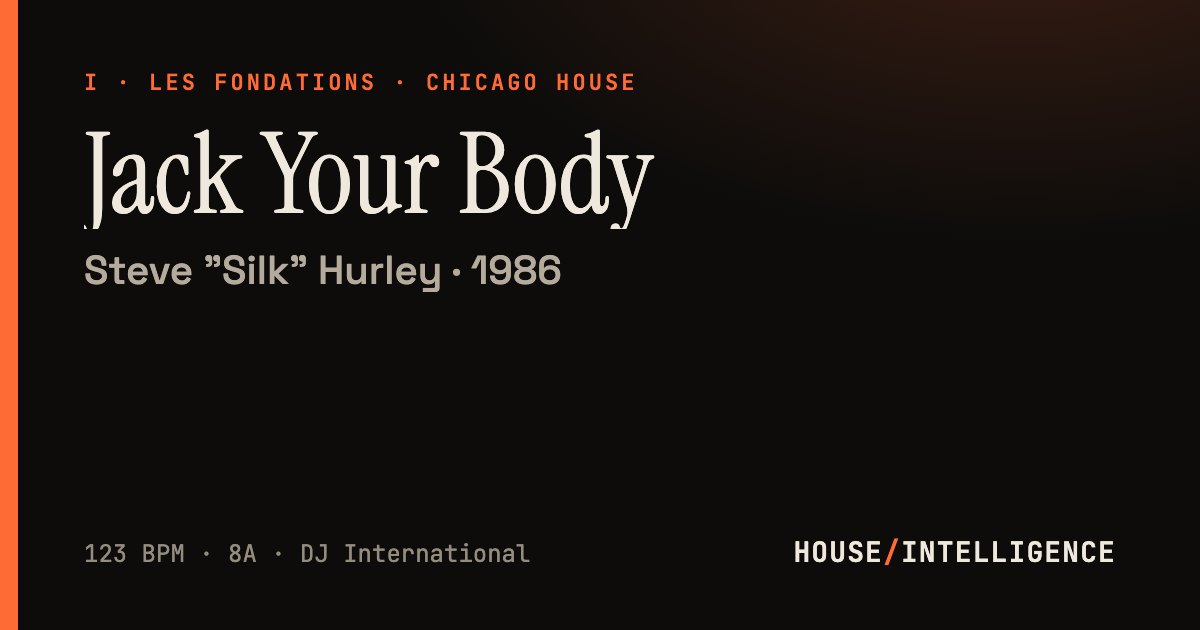 I · LES FONDATIONS · CHICAGO HOUSE
Jack Your Body
Steve ”Silk” Hurley · 1986
123 BPM · 8A · DJ International
HOUSE/INTELLIGENCE